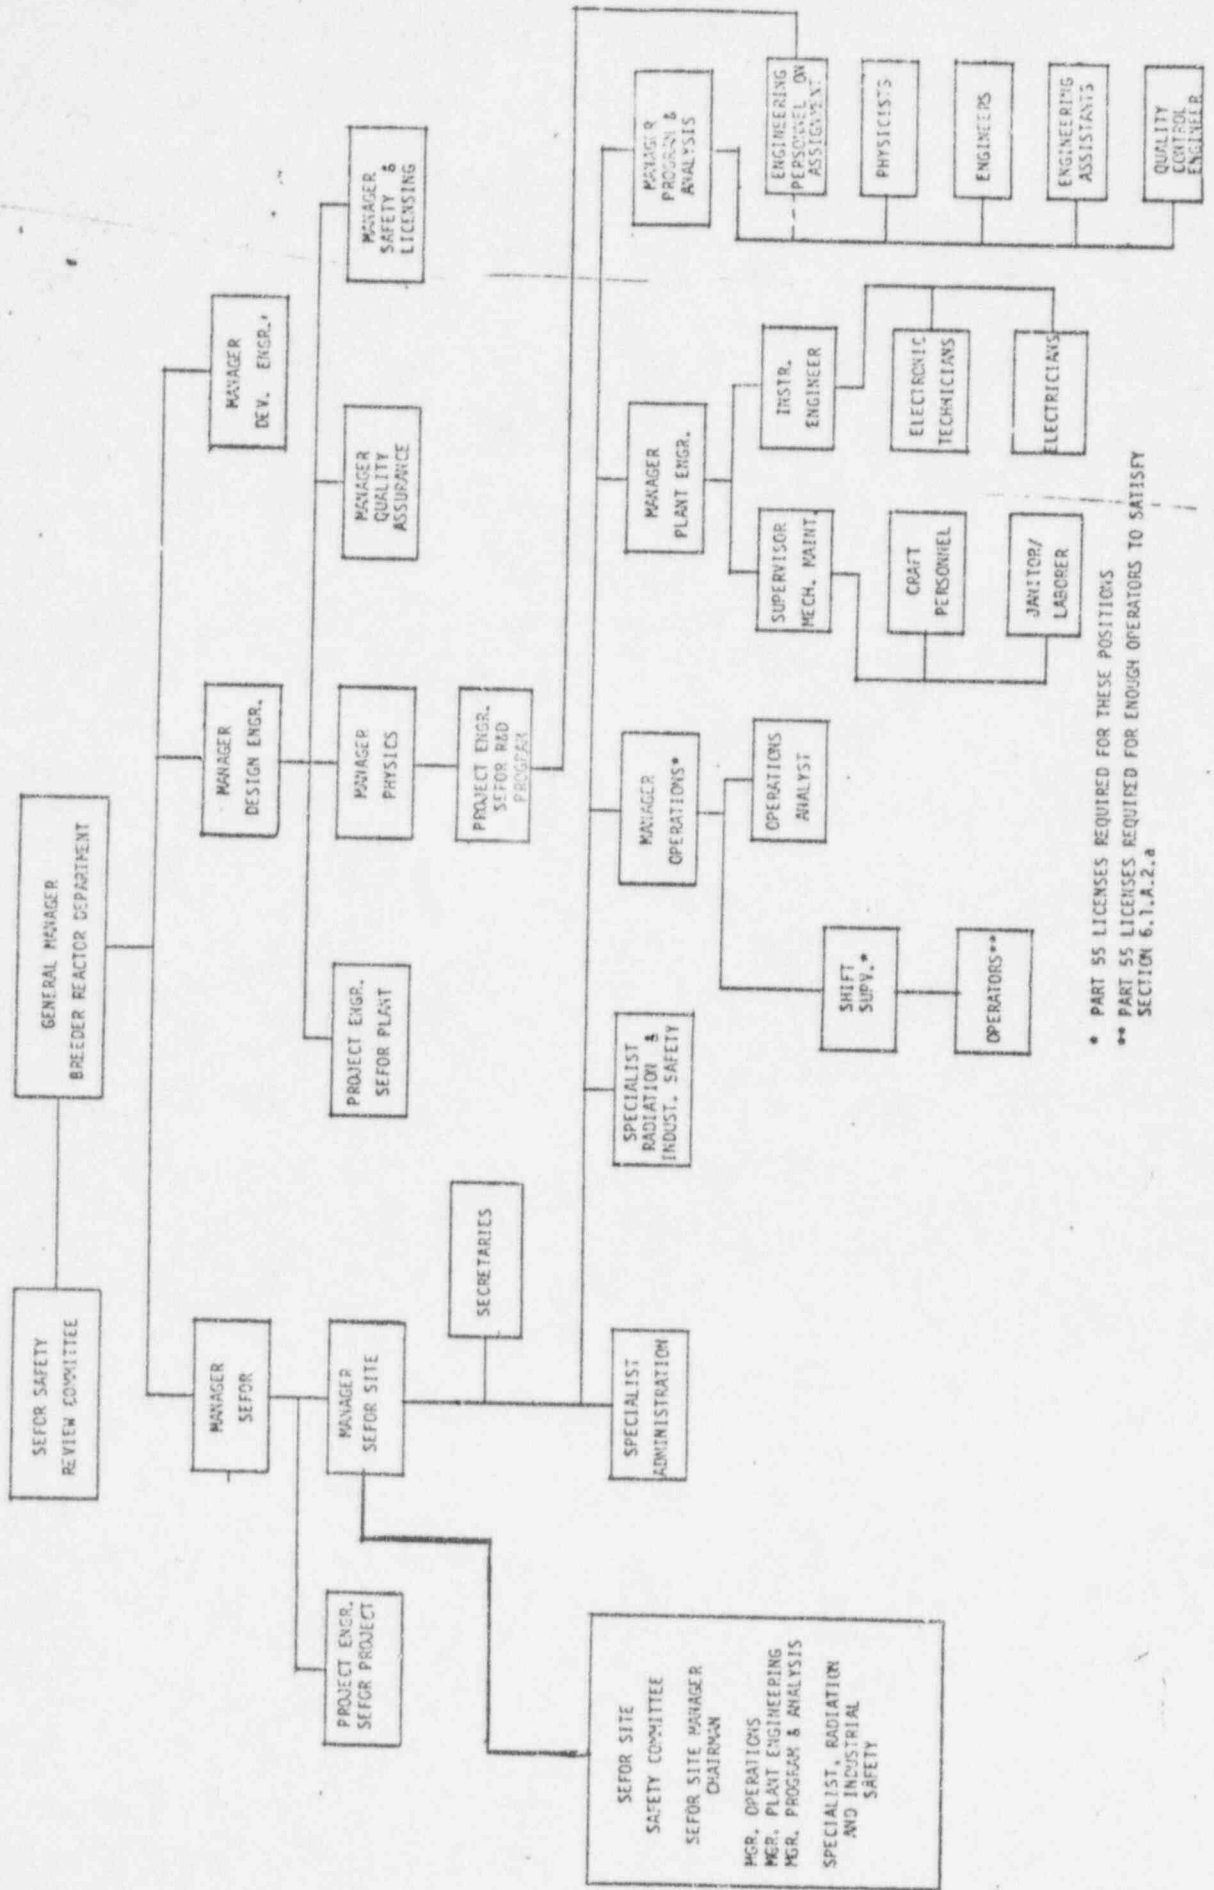 SEFOR SAFETY
REVIEW COMMITTEE
GENERAL MANAGER
BREEDER REACTOR DEPARTMENT
MANAGER
SEFOR
MANAGER
DESIGN ENGR.
MANAGER
DEV. ENGR.
PROJECT ENGR.
SEFOR PROJECT
MANAGER
SEFOR SITE
PROJECT ENGR.
SEFOR PLANT
MANAGER
PHYSICS
MANAGER
QUALITY
ASSURANCE
MANAGER
SAFETY &
LICENSING
SECRETARIES
PROJECT ENGR.
SEFOR R&D
PROGRAM
SEFOR SITE
SAFETY COMMITTEE
SEFOR SITE MANAGER
CHAIRMAN
MGR. OPERATIONS
MGR. PLANT ENGINEERING
MGR. PROGRAM & ANALYSIS
SPECIALIST, RADIATION
AND INDUSTRIAL
SAFETY
SPECIALIST
ADMINISTRATION
SPECIALIST
RADIATION &
INDUST. SAFETY
MANAGER
OPERATIONS*
MANAGER
PLANT ENGR.
MANAGER
PROGRAM &
ANALYSIS
SHIFT
SUPV.*
OPERATORS**
OPERATIONS
ANALYST
SUPERVISOR
MECH. MAINT.
CRAFT
PERSONNEL
JANITOR/
LABORER
INSTR.
ENGINEER
ELECTRONIC
TECHNICIANS
ELECTRICIANS
ENGINEERING
PERSONNEL ON
ASSIGNMENT
PHYSICISTS
ENGINEERS
ENGINEERING
ASSISTANTS
QUALITY
CONTROL
ENGINEER
* PART 55 LICENSES REQUIRED FOR THESE POSITIONS
** PART 55 LICENSES REQUIRED FOR ENOUGH OPERATORS TO SATISFY
SECTION 6.1.A.2.a